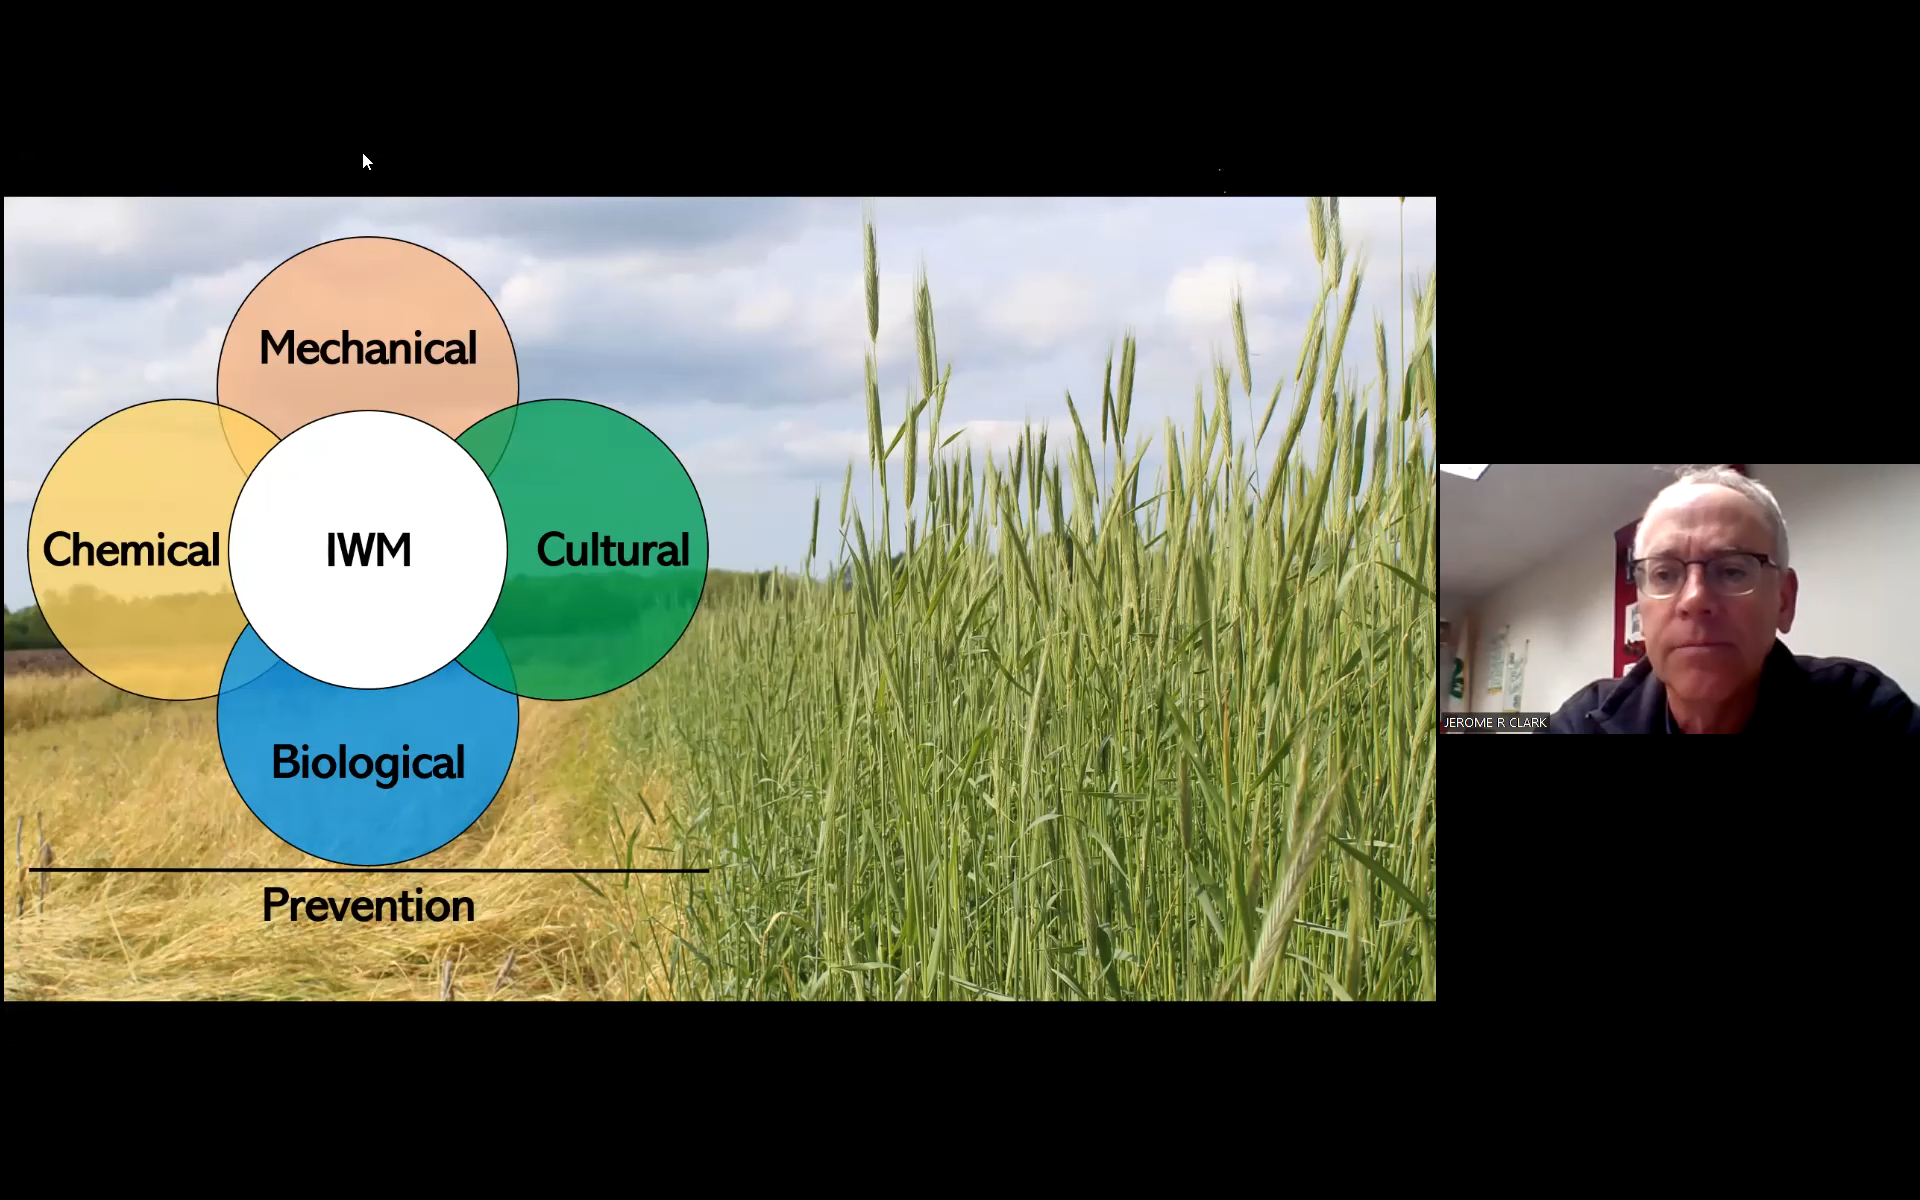 Mechanical
Chemical
IWM
Cultural
Biological
Prevention
JEROME R CLARK